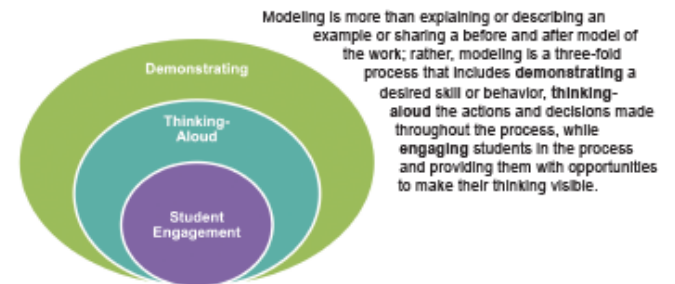 Modeling is more than explaining or describing an
example or sharing a before and after model of
the work; rather, modeling is a three-fold
process that includes demonstrating a
desired skill or behavior, thinking-
aloud the actions and decisions made
throughout the process, while
engaging students in the process
and providing them with opportunities
to make their thinking visible.
Demonstrating
Thinking-
Aloud
Student
Engagement